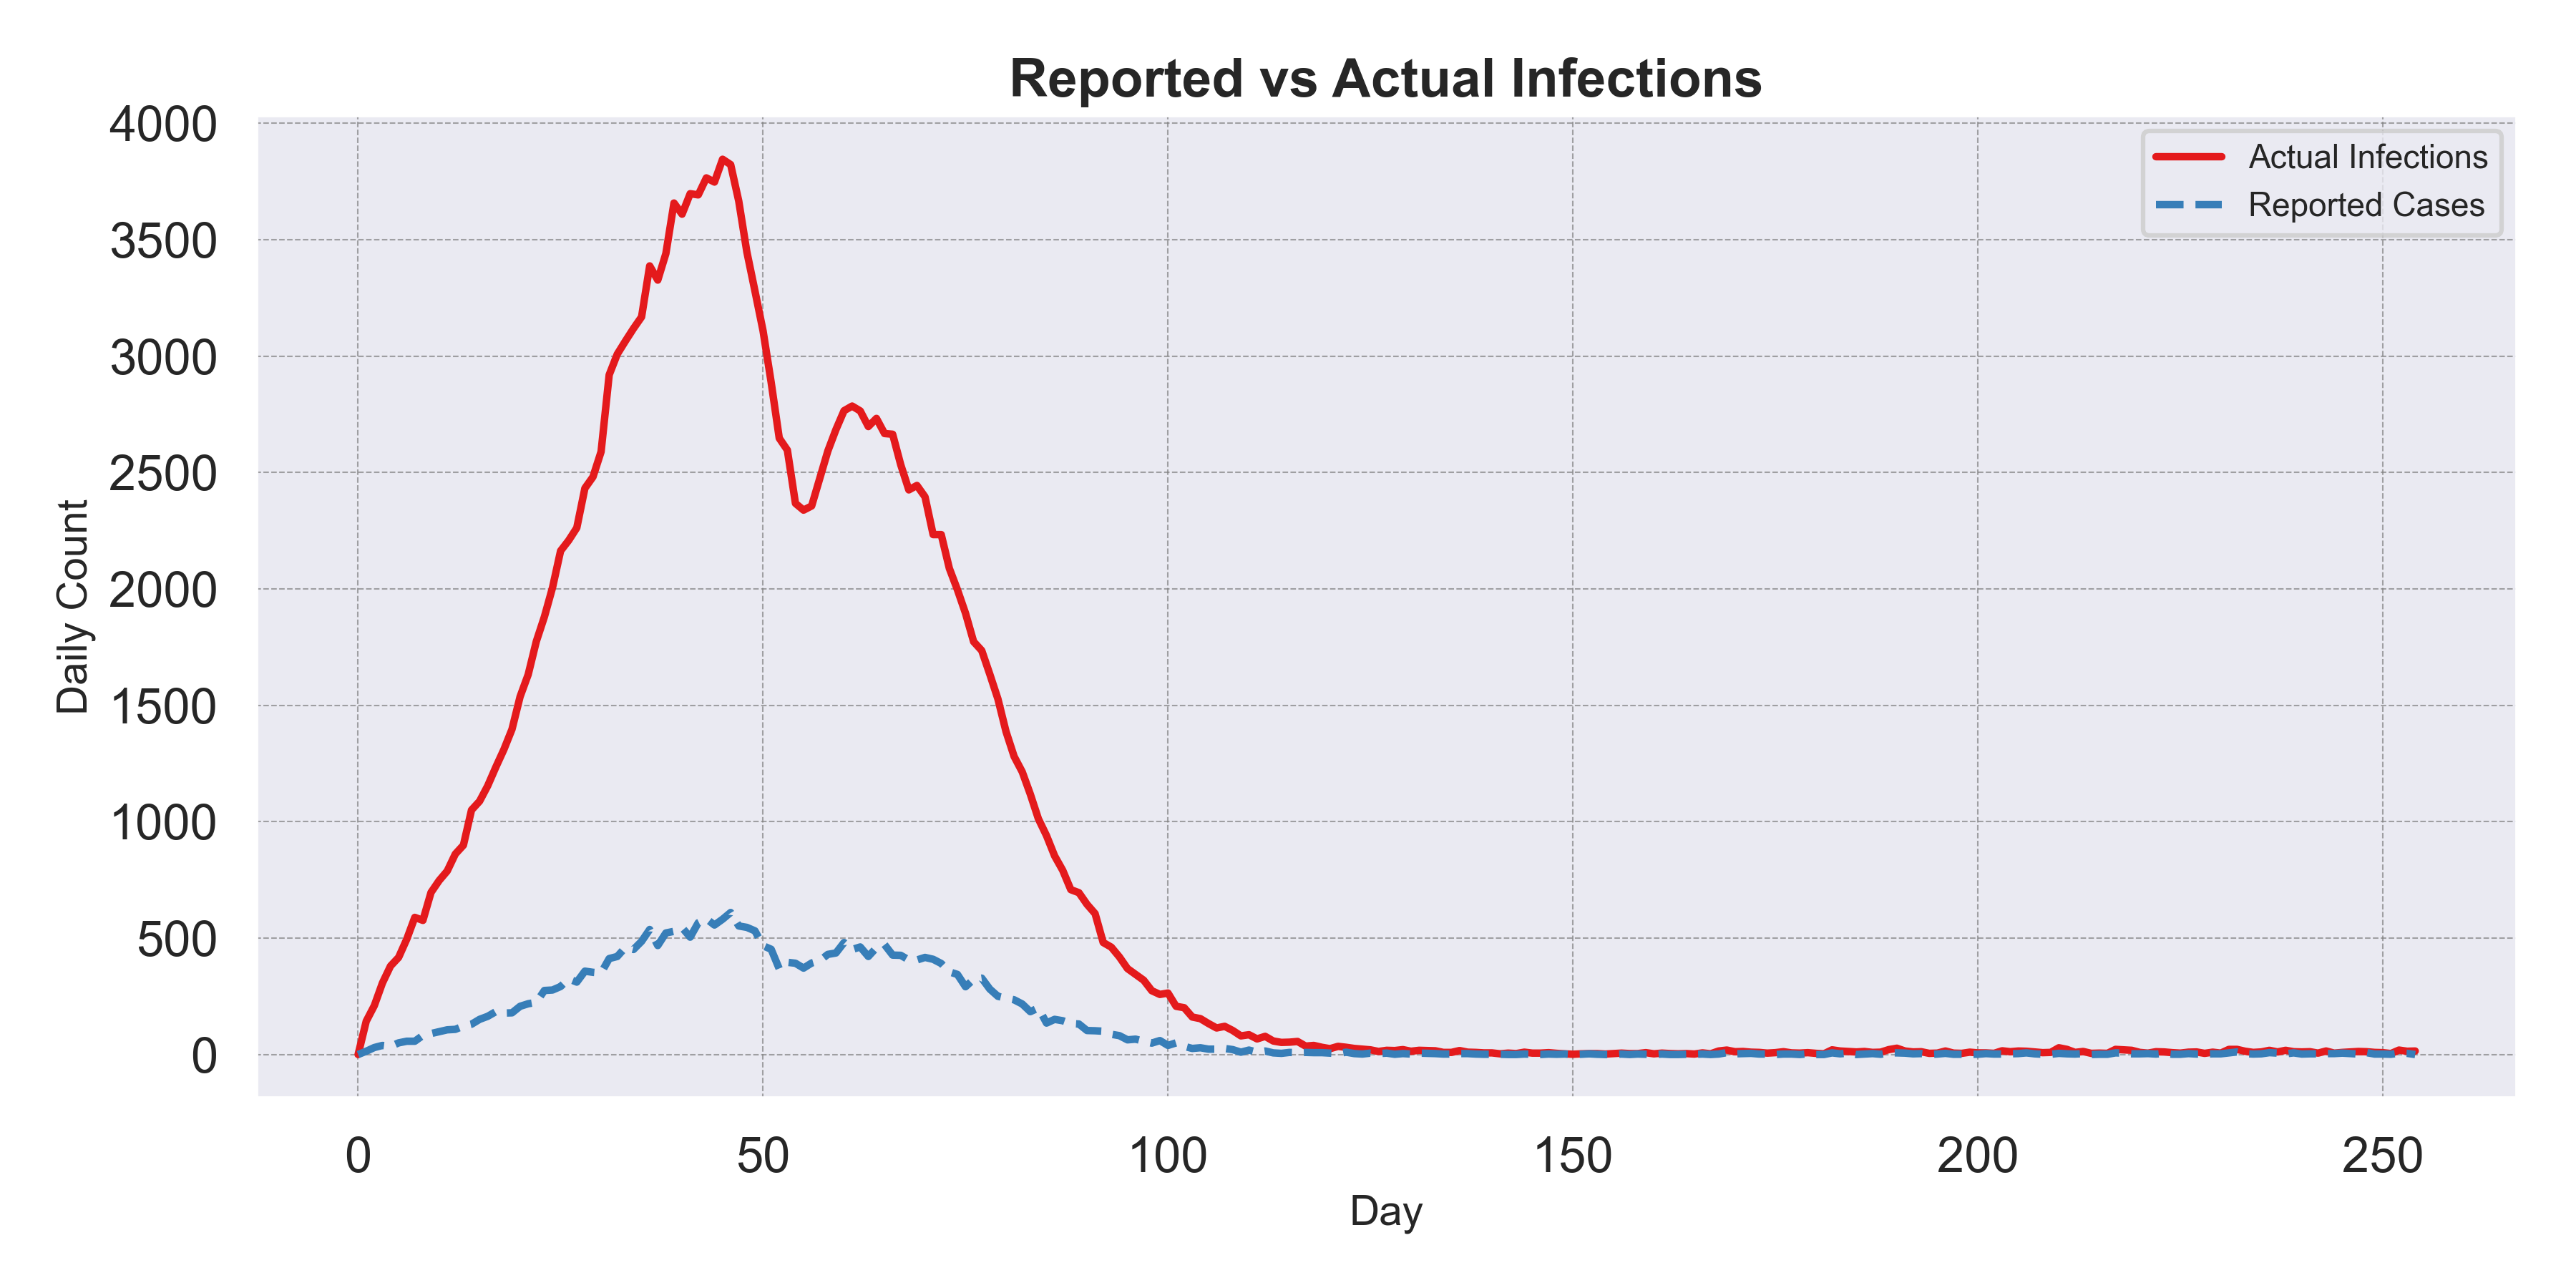 Reported vs Actual Infections
4000
3500
3000
2500
2000
1500
1000
500
0
Daily Count
Actual Infections
Reported Cases
0 50 100 150 200 250
Day